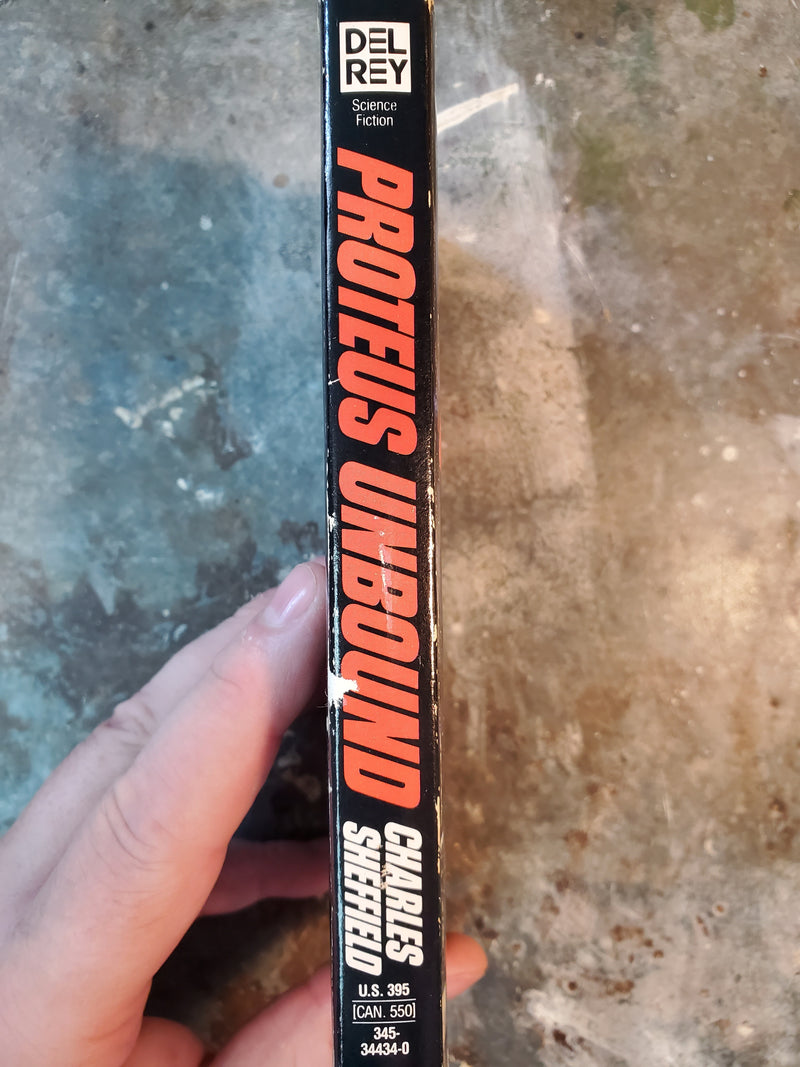 DEL
REY
Science
Fiction
PROTEUS UNBOUND
CHARLES
SHEFFIELD
U.S. 395
[CAN. 550]
345-
34434-0